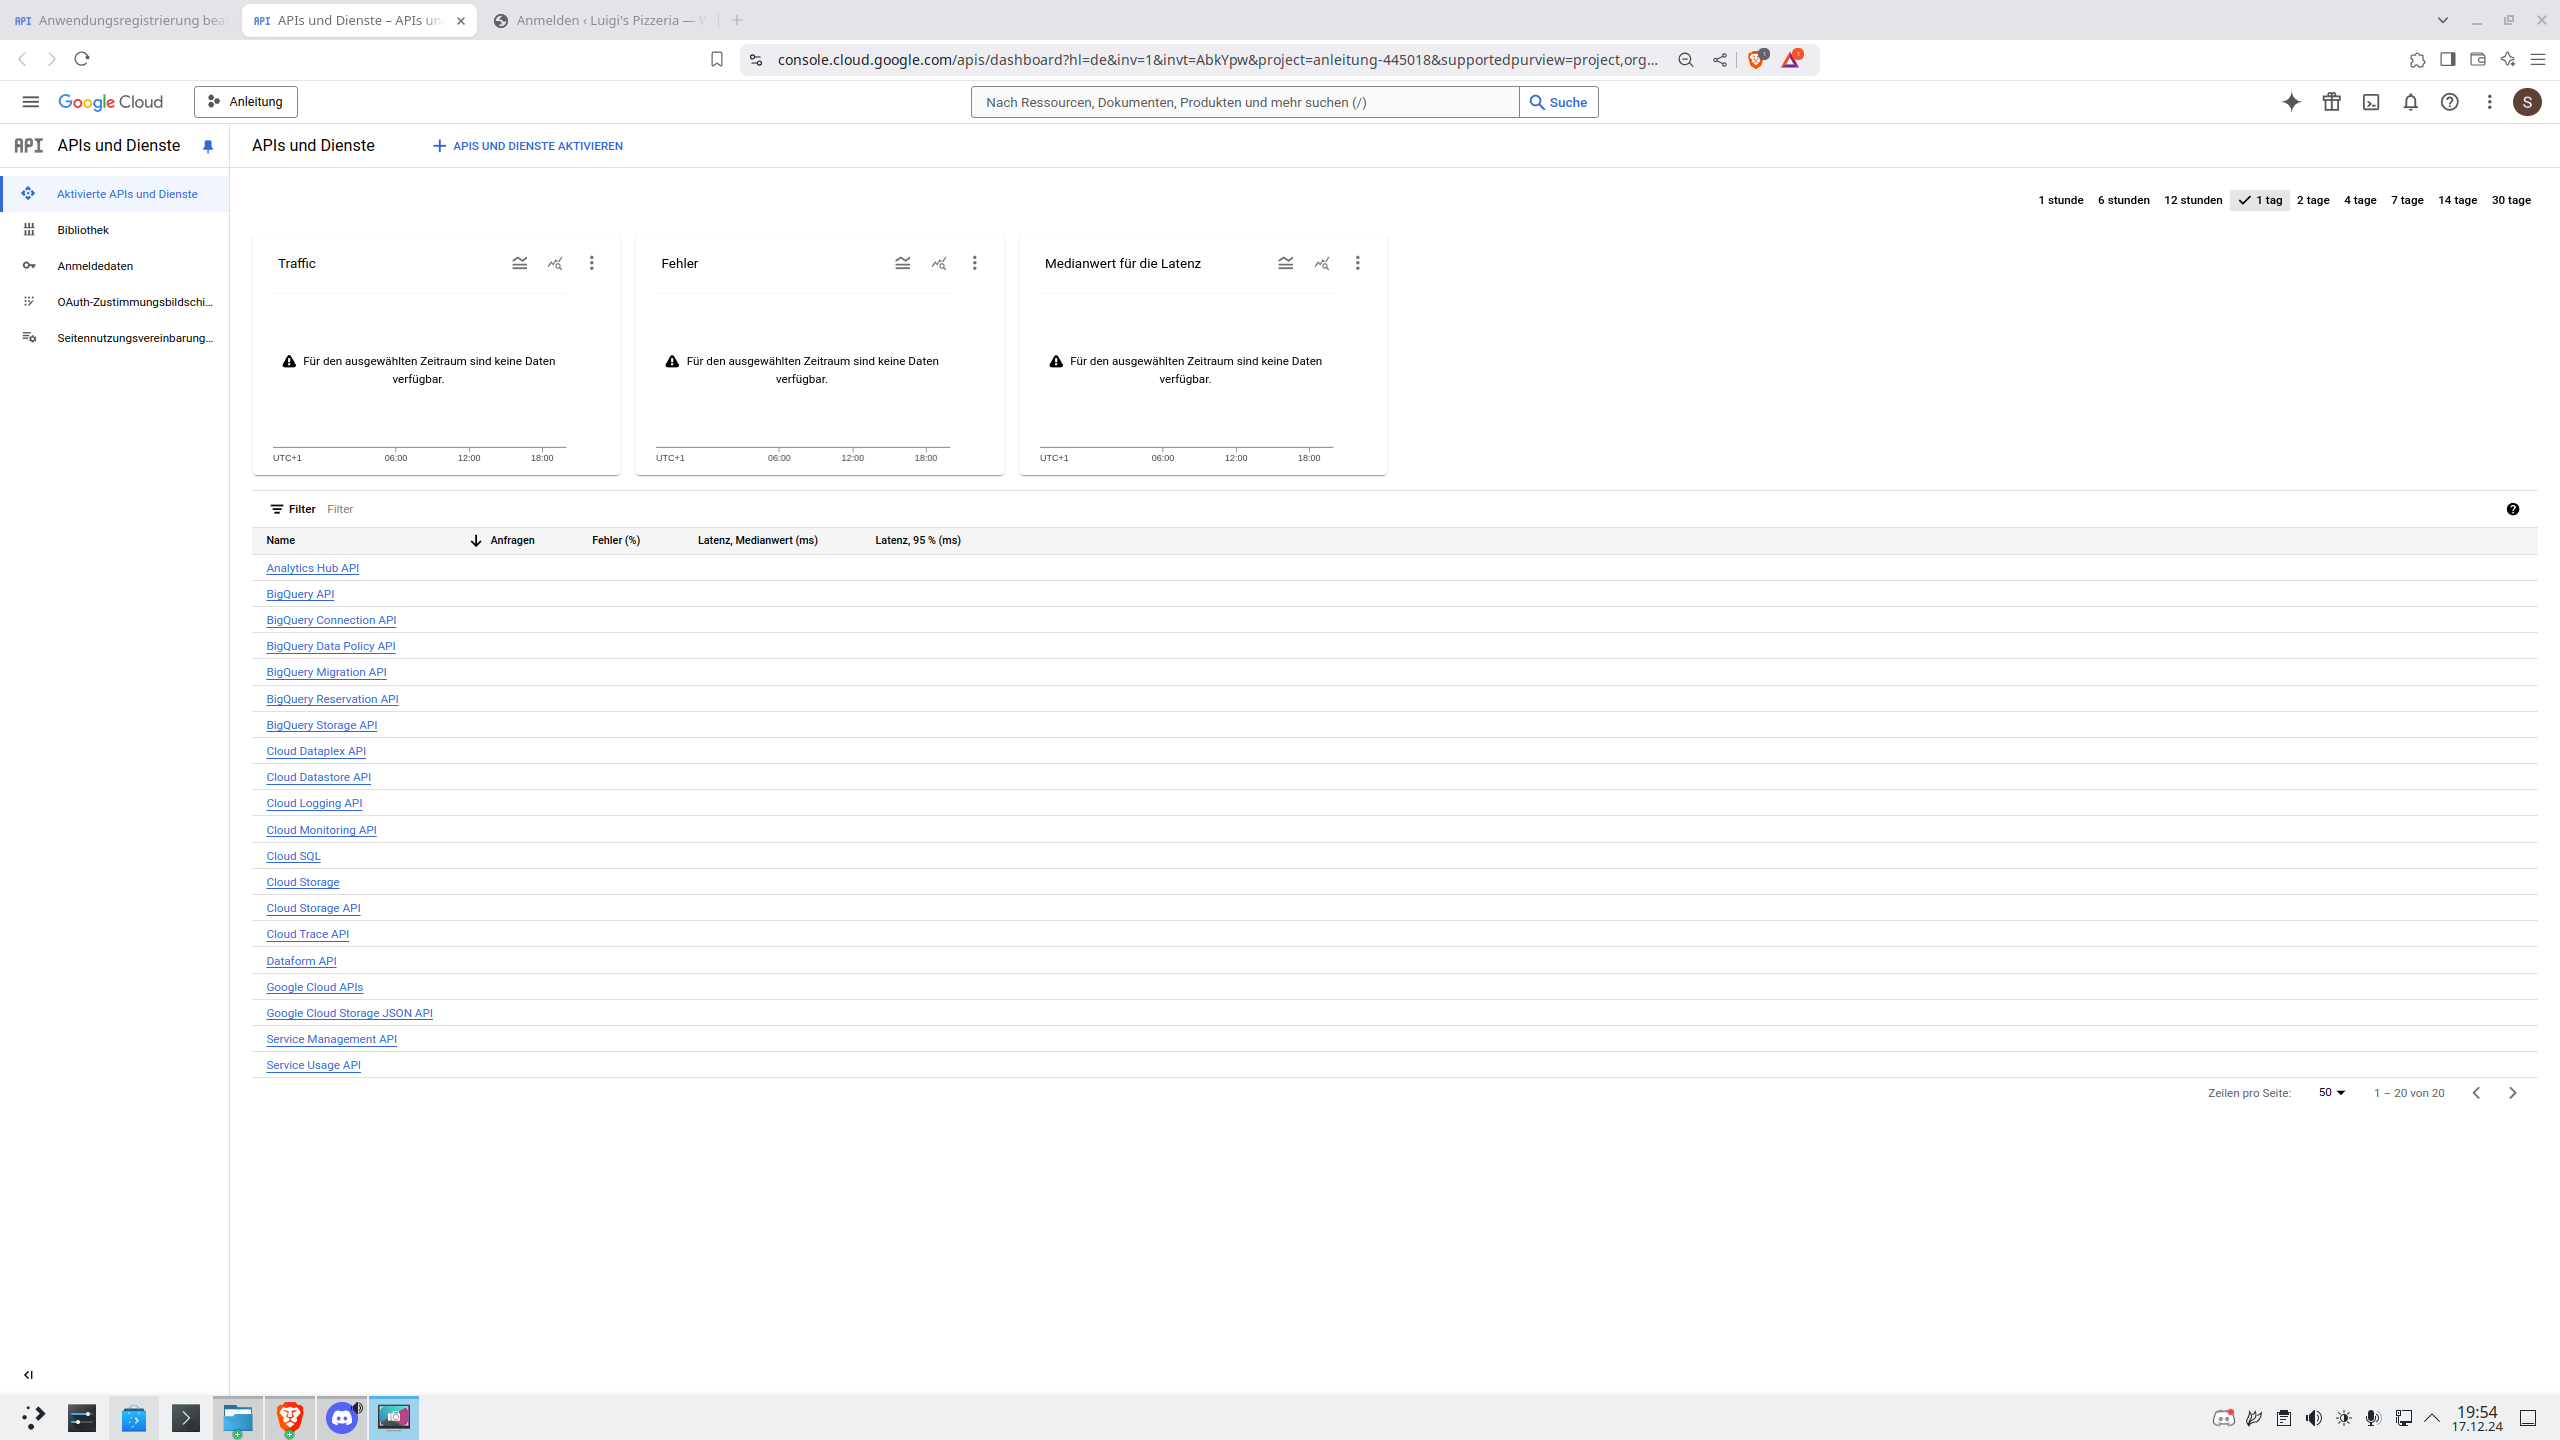 API Anwendungsregistrierung bea
API APIs und Dienste – APIs un
Anmelden ‹ Luigi's Pizzeria — W
console.cloud.google.com/apis/dashboard?hl=de&inv=1&invt=AbkYpw&project=anleitung-445018&supportedpurview=project,org...
1
1
Google Cloud
Anleitung
Nach Ressourcen, Dokumenten, Produkten und mehr suchen (/)
Suche
S
API APIs und Dienste
APIs und Dienste
APIS UND DIENSTE AKTIVIEREN
Aktivierte APIs und Dienste
Bibliothek
Anmeldedaten
OAuth-Zustimmungsbildschi...
Seitennutzungsvereinbarung...
1 stunde 6 stunden 12 stunden 1 tag 2 tage 4 tage 7 tage 14 tage 30 tage
Traffic
Für den ausgewählten Zeitraum sind keine Daten
verfügbar.
UTC+1 06:00 12:00 18:00
Fehler
Für den ausgewählten Zeitraum sind keine Daten
verfügbar.
UTC+1 06:00 12:00 18:00
Medianwert für die Latenz
Für den ausgewählten Zeitraum sind keine Daten
verfügbar.
UTC+1 06:00 12:00 18:00
Filter Filter
Name Anfragen Fehler (%) Latenz, Medianwert (ms) Latenz, 95 % (ms)
Analytics Hub API
BigQuery API
BigQuery Connection API
BigQuery Data Policy API
BigQuery Migration API
BigQuery Reservation API
BigQuery Storage API
Cloud Dataplex API
Cloud Datastore API
Cloud Logging API
Cloud Monitoring API
Cloud SQL
Cloud Storage
Cloud Storage API
Cloud Trace API
Dataform API
Google Cloud APIs
Google Cloud Storage JSON API
Service Management API
Service Usage API
Zeilen pro Seite: 50 1 – 20 von 20
19:54
17.12.24